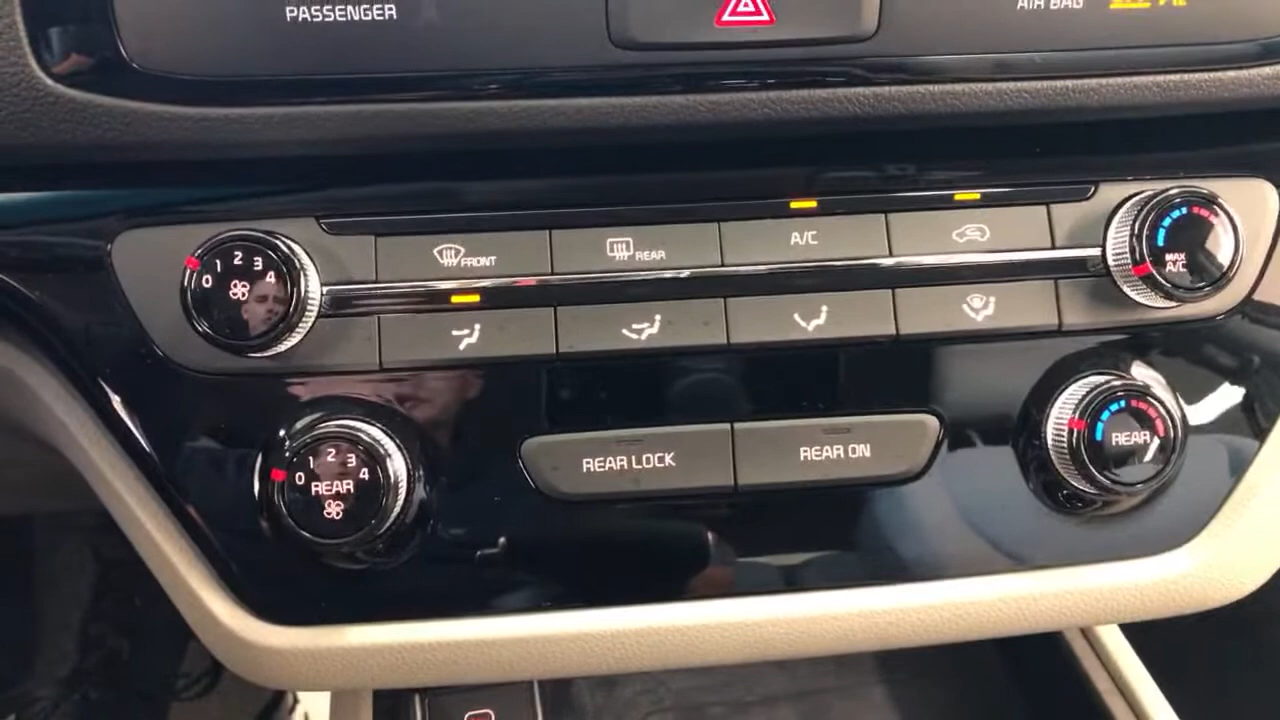 PASSENGER
AIR BAG
FRONT
REAR
A/C
0 1 2 3 4
MAX
A/C
0 1 2 3 4
REAR
REAR LOCK
REAR ON
REAR